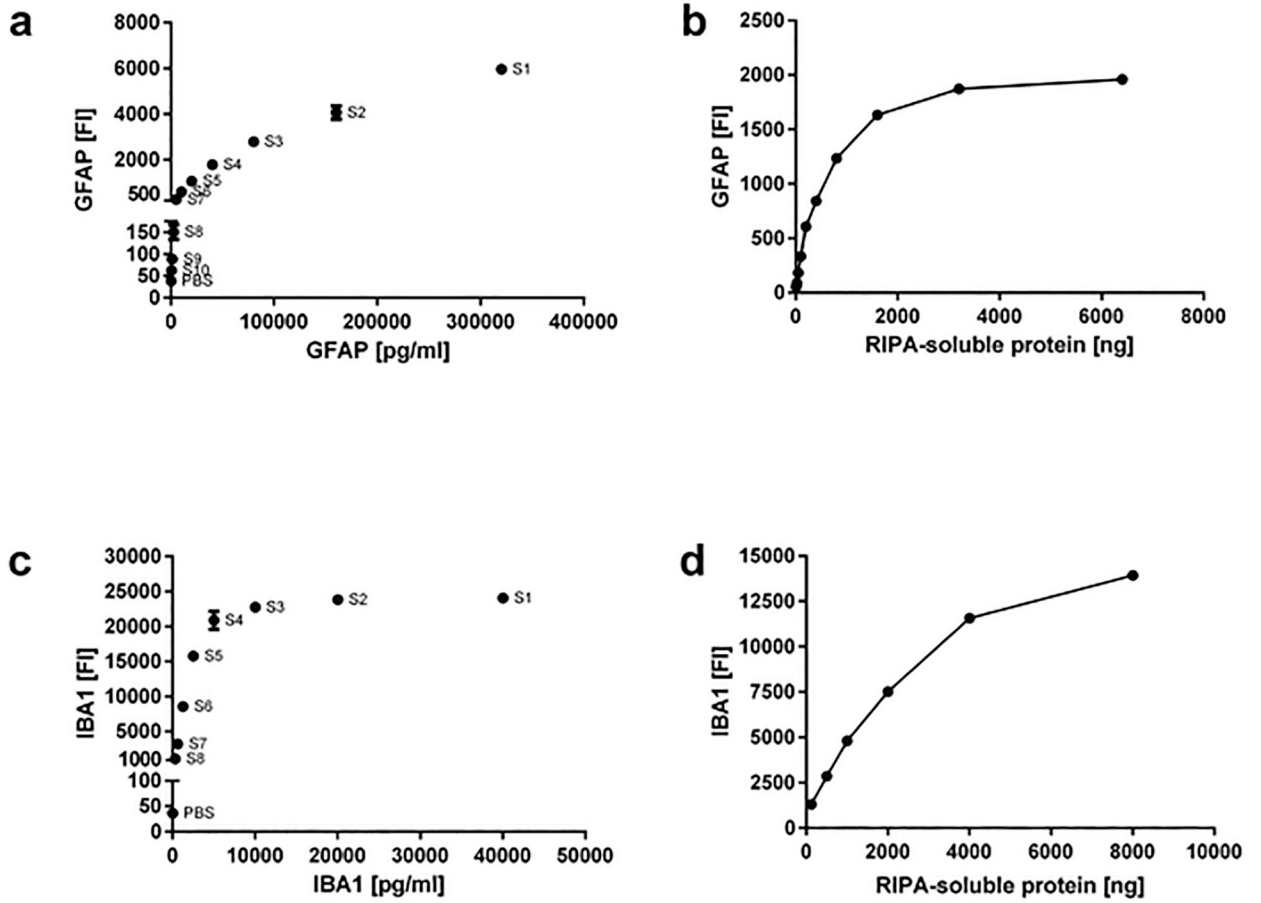 a
8000
6000
4000
2000
500
150
100
50
0
GFAP [FI]
S1
S2
S3
S4
S5
S6
S7
S8
S9
S10
PBS
0 100000 200000 300000 400000
GFAP [pg/ml]
b
2500
2000
1500
1000
500
0
GFAP [FI]
0 2000 4000 6000 8000
RIPA-soluble protein [ng]
c
30000
25000
20000
15000
10000
5000
1000
100
50
0
IBA1 [FI]
S1
S2
S3
S4
S5
S6
S7
S8
PBS
0 10000 20000 30000 40000 50000
IBA1 [pg/ml]
d
15000
12500
10000
7500
5000
2500
0
IBA1 [FI]
0 2000 4000 6000 8000 10000
RIPA-soluble protein [ng]